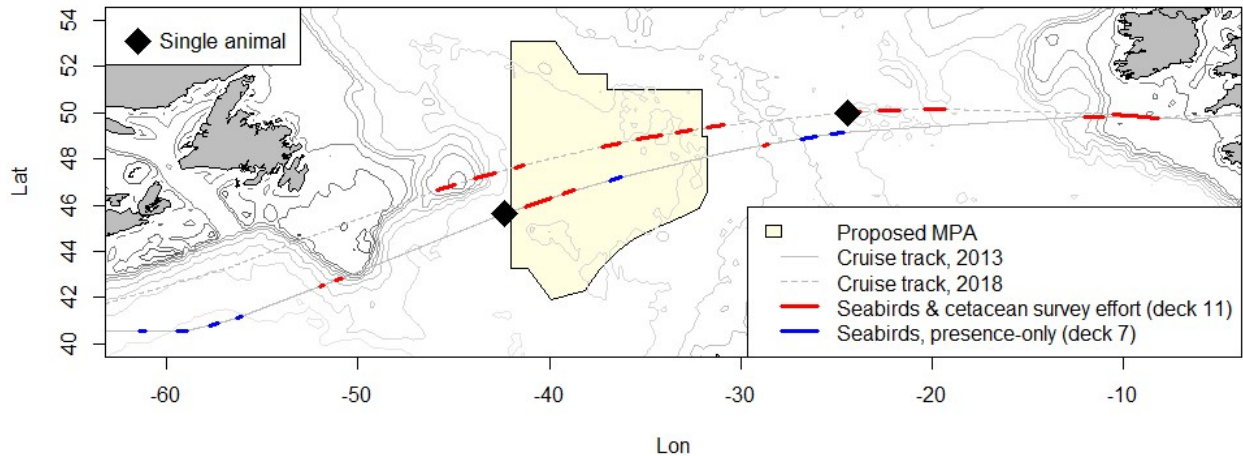 Single animal
54
52
50
48
46
44
42
40
Lat
Proposed MPA
Cruise track, 2013
Cruise track, 2018
Seabirds & cetacean survey effort (deck 11)
Seabirds, presence-only (deck 7)
-60 -50 -40 -30 -20 -10
Lon